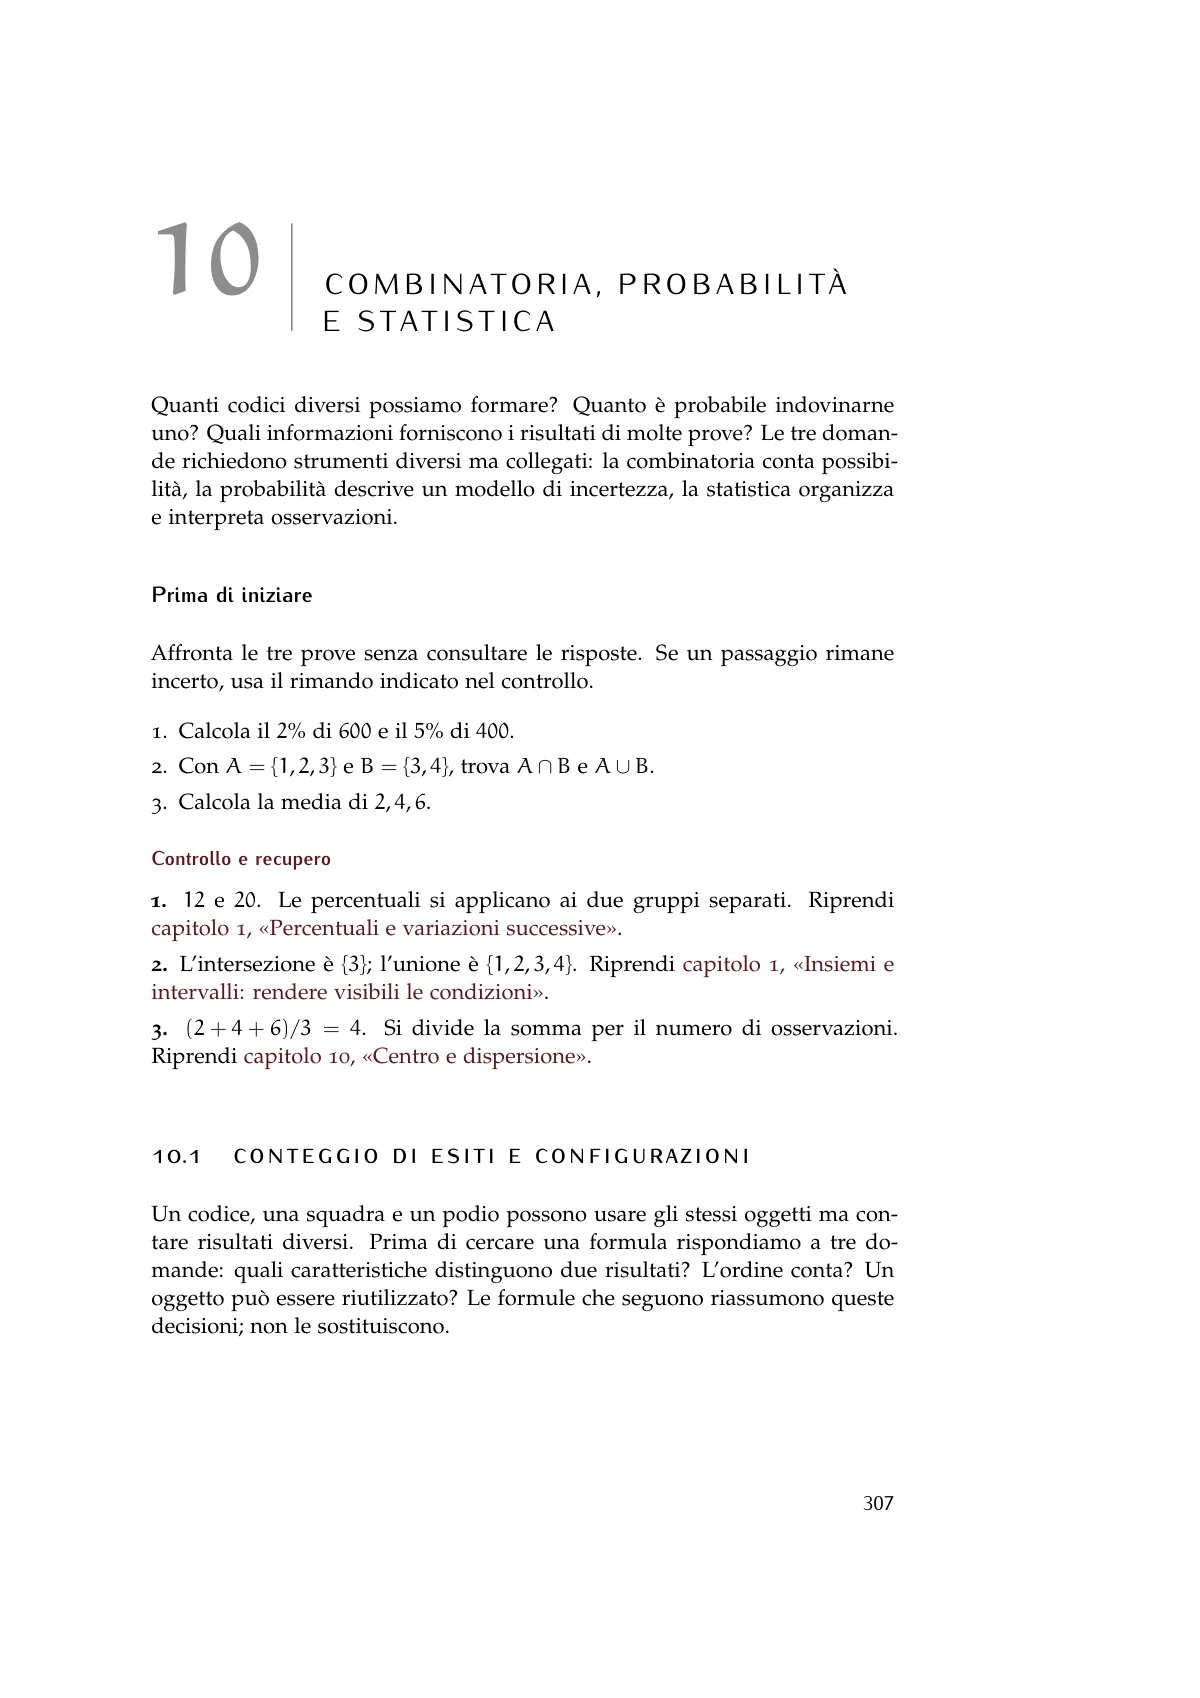 10
COMBINATORIA, PROBABILITÀ
E STATISTICA
Quanti codici diversi possiamo formare? Quanto è probabile indovinarne
uno? Quali informazioni forniscono i risultati di molte prove? Le tre doman-
de richiedono strumenti diversi ma collegati: la combinatoria conta possibi-
lità, la probabilità descrive un modello di incertezza, la statistica organizza
e interpreta osservazioni.
Prima di iniziare
Affronta le tre prove senza consultare le risposte. Se un passaggio rimane
incerto, usa il rimando indicato nel controllo.
1. Calcola il 2% di 600 e il 5% di 400.
2. Con A = {1, 2, 3} e B = {3, 4}, trova A ∩ B e A ∪ B.
3. Calcola la media di 2, 4, 6.
Controllo e recupero
1. 12 e 20. Le percentuali si applicano ai due gruppi separati. Riprendi
capitolo 1, «Percentuali e variazioni successive».
2. L'intersezione è {3}; l'unione è {1, 2, 3, 4}. Riprendi capitolo 1, «Insiemi e
intervalli: rendere visibili le condizioni».
3. (2 + 4 + 6)/3 = 4. Si divide la somma per il numero di osservazioni.
Riprendi capitolo 10, «Centro e dispersione».
10.1 CONTEGGIO DI ESITI E CONFIGURAZIONI
Un codice, una squadra e un podio possono usare gli stessi oggetti ma con-
tare risultati diversi. Prima di cercare una formula rispondiamo a tre do-
mande: quali caratteristiche distinguono due risultati? L'ordine conta? Un
oggetto può essere riutilizzato? Le formule che seguono riassumono queste
decisioni; non le sostituiscono.
307